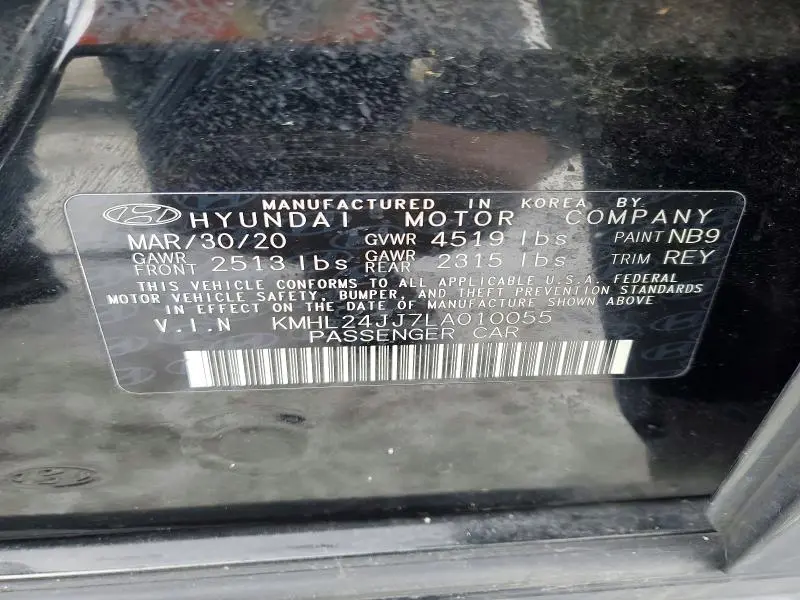 MANUFACTURED IN KOREA BY
HYUNDAI MOTOR COMPANY
MAR/30/20 GVWR 4519 lbs PAINT NB9
GAWR FRONT 2513 lbs GAWR REAR 2315 lbs TRIM REY
THIS VEHICLE CONFORMS TO ALL APPLICABLE U.S.A. FEDERAL
MOTOR VEHICLE SAFETY, BUMPER, AND THEFT PREVENTION STANDARDS
IN EFFECT ON THE DATE OF MANUFACTURE SHOWN ABOVE
V.I.N KMHL24JJ7LA010055
PASSENGER CAR